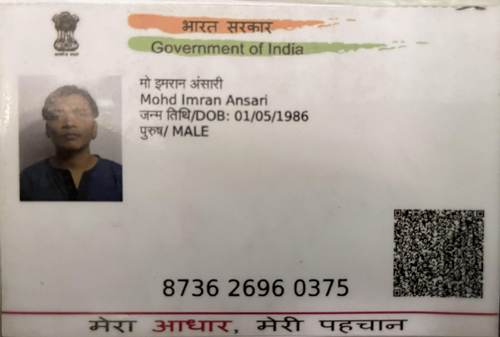 भारत सरकार
Government of India
मो इमरान अंसारी
Mohd Imran Ansari
जन्म तिथि/DOB: 01/05/1986
पुरुष/ MALE
8736 2696 0375
मेरा आधार, मेरी पहचान